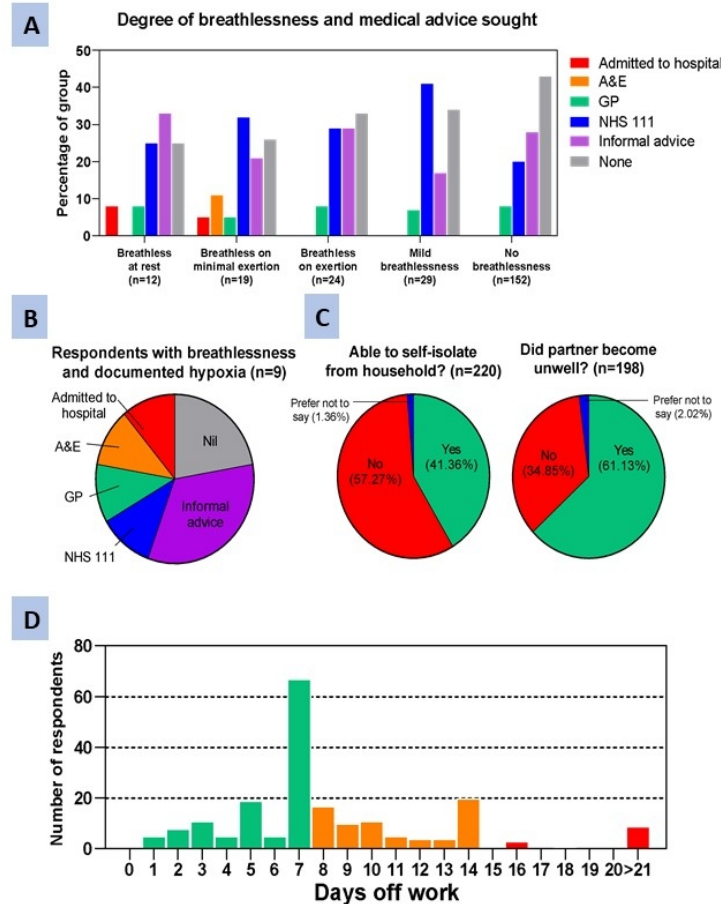 A
Degree of breathlessness and medical advice sought
Percentage of group
50
40
30
20
10
0
Admitted to hospital
A&E
GP
NHS 111
Informal advice
None
Breathless
at rest
(n=12)
Breathless on
minimal exertion
(n=19)
Breathless
on exertion
(n=24)
Mild
breathlessness
(n=29)
No
breathlessness
(n=152)
B
Respondents with breathlessness
and documented hypoxia (n=9)
Admitted to
hospital
A&E
GP
NHS 111
Nil
Informal
advice
C
Able to self-isolate
from household? (n=220)
Prefer not to
say (1.36%)
No
(57.27%)
Yes
(41.36%)
Did partner become
unwell? (n=198)
Prefer not to
say (2.02%)
No
(34.85%)
Yes
(61.13%)
D
Number of respondents
80
60
40
20
0
0 1 2 3 4 5 6 7 8 9 10 11 12 13 14 15 16 17 18 19 20 >21
Days off work